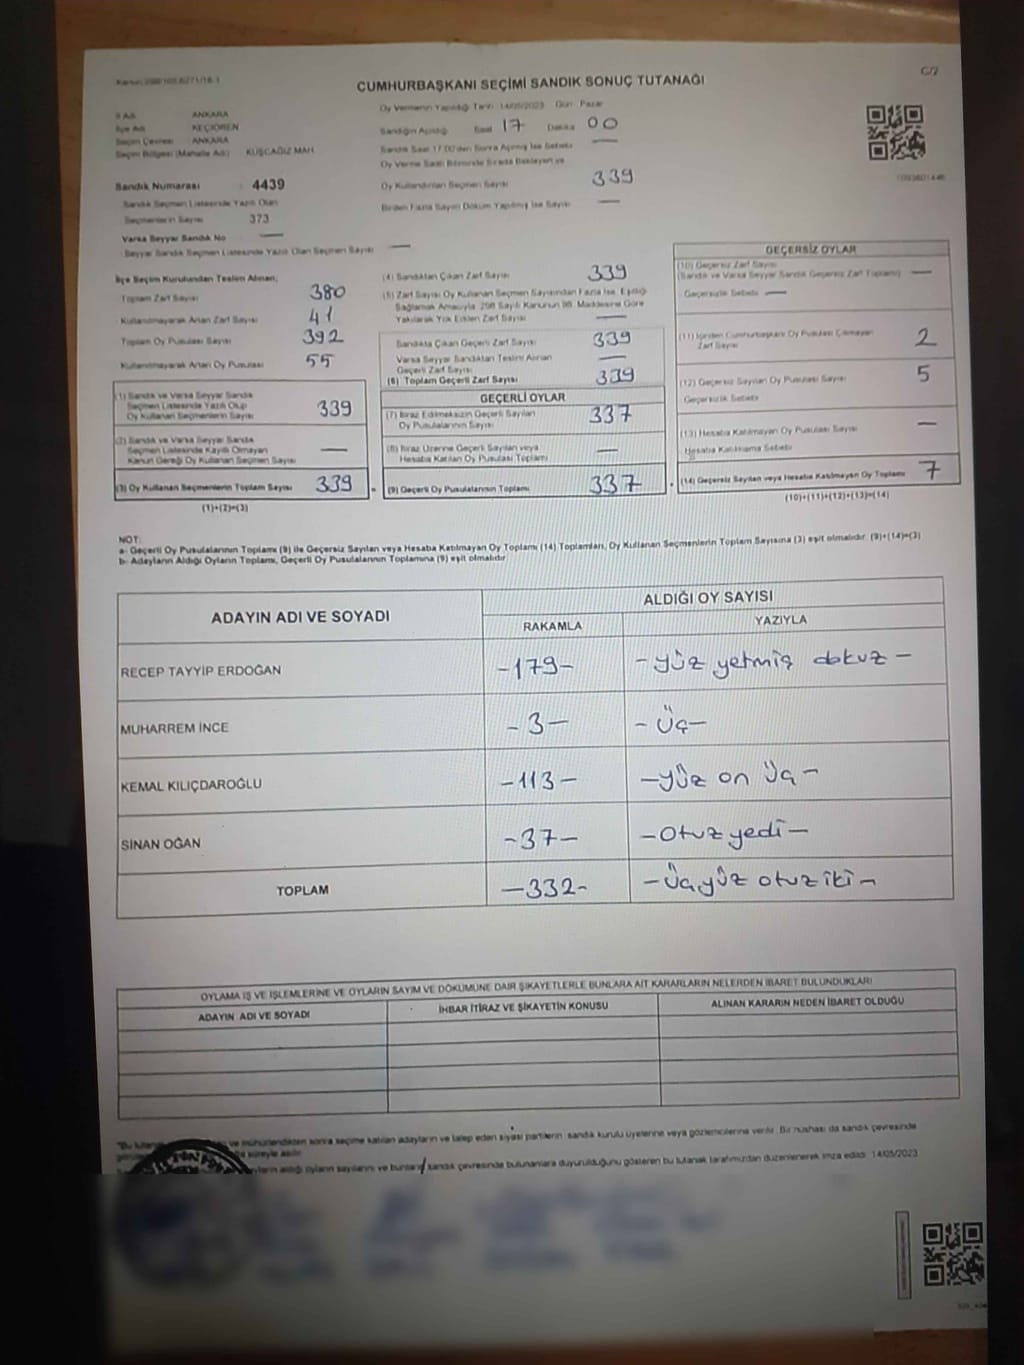 C/2
CUMHURBAŞKANI SEÇİMİ SANDIK SONUÇ TUTANAĞI
İl Adı ANKARA
İlçe Adı KEÇİÖREN
Seçim Çevresi ANKARA
Seçim Bölgesi (Mahalle Adı) KUŞCAĞIZ MAH.
Sandık Numarası : 4439
Sandık Seçmen Listesinde Yazılı Olan
Seçmenlerin Sayısı 373
Varsa Seyyar Sandık No —
Seyyar Sandık Seçmen Listesinde Yazılı Olan Seçmen Sayısı —
Oy Vermenin Yapıldığı Tarih 14/05/2023 Gün Pazar
Sandığın Açıldığı Saat 17 Dakika 00
Sandık Saat 17:00'den Sonra Açılmış İse Sebebi —
Oy Verme Saati Bitiminde Sırada Bekleyen ve
Oy Kullandırılan Seçmen Sayısı 339
Birden Fazla Sayım Döküm Yapılmış İse Sayısı —
İlçe Seçim Kurulundan Teslim Alınan;
Toplam Zarf Sayısı 380
Kullanılmayarak Artan Zarf Sayısı 41
Toplam Oy Pusulası Sayısı 392
Kullanılmayarak Artan Oy Pusulası 55
(1) Sandık ve Varsa Seyyar Sandık
Seçmen Listesinde Yazılı Olup
Oy Kullanan Seçmenlerin Sayısı 339
(2) Sandık ve Varsa Seyyar Sandık
Seçmen Listesinde Kayıtlı Olmayan
Kanun Gereği Oy Kullanan Seçmen Sayısı —
(3) Oy Kullanan Seçmenlerin Toplam Sayısı 339
(1)+(2)=(3)
(4) Sandıktan Çıkan Zarf Sayısı 339
(5) Zarf Sayısı Oy Kullanan Seçmen Sayısından Fazla İse, Eşitliği
Sağlamak Amacıyla, 298 Sayılı Kanunun 98. Maddesine Göre
Yakılarak Yok Edilen Zarf Sayısı —
Sandıkta Çıkan Geçerli Zarf Sayısı 339
Varsa Seyyar Sandıktan Teslim Alınan
Geçerli Zarf Sayısı —
(6) Toplam Geçerli Zarf Sayısı 339
GEÇERLİ OYLAR
(7) İtiraz Edilmeksizin Geçerli Sayılan
Oy Pusulalarının Sayısı 337
(8) İtiraz Üzerine Geçerli Sayılan veya
Hesaba Katılan Oy Pusulası Toplamı —
(9) Geçerli Oy Pusulalarının Toplamı 337
GEÇERSİZ OYLAR
(10) Geçersiz Zarf Sayısı
(Sandık ve Varsa Seyyar Sandık Geçersiz Zarf Toplamı) —
Geçersizlik Sebebi —
(11) İçinden Cumhurbaşkanı Oy Pusulası Çıkmayan
Zarf Sayısı 2
(12) Geçersiz Sayılan Oy Pusulası Sayısı 5
Geçersizlik Sebebi
(13) Hesaba Katılmayan Oy Pusulası Sayısı —
Hesaba Katılmama Sebebi
(14) Geçersiz Sayılan veya Hesaba Katılmayan Oy Toplamı 7
(10)+(11)+(12)+(13)=(14)
NOT:
a- Geçerli Oy Pusulalarının Toplamı (9) ile Geçersiz Sayılan veya Hesaba Katılmayan Oy Toplamı (14) Toplamları, Oy Kullanan Seçmenlerin Toplam Sayısına (3) eşit olmalıdır. (9)+(14)=(3)
b- Adayların Aldığı Oyların Toplamı, Geçerli Oy Pusulalarının Toplamına (9) eşit olmalıdır.
ADAYIN ADI VE SOYADI ALDIĞI OY SAYISI
RAKAMLA YAZIYLA
RECEP TAYYİP ERDOĞAN -179- - yüz yetmiş dokuz -
MUHARREM İNCE - 3 - - Üç -
KEMAL KILIÇDAROĞLU - 113 - - yüz on üç -
SİNAN OĞAN - 37 - - Otuz yedi -
TOPLAM - 332 - - Üçyüz otuz iki -
OYLAMA İŞ VE İŞLEMLERİNE VE OYLARIN SAYIM VE DÖKÜMÜNE DAİR ŞİKAYETLERLE BUNLARA AİT KARARLARIN NELERDEN İBARET BULUNDUKLARI
ADAYIN ADI VE SOYADI İHBAR İTİRAZ VE ŞİKAYETİN KONUSU ALINAN KARARIN NEDEN İBARET OLDUĞU
"Bu tutanak ve mühürlendikten sonra seçime katılan adayların ve talep eden siyasi partilerin sandık kurulu üyelerine veya gözlemcilerine verilir. Bir nüshası da sandık çevresinde
süreyle asılır.
aldığı oyların sayılarını ve bunların sandık çevresinde bulunanlara duyurulduğunu gösteren bu tutanak tarafımızdan düzenlenerek imza edildi. 14/05/2023